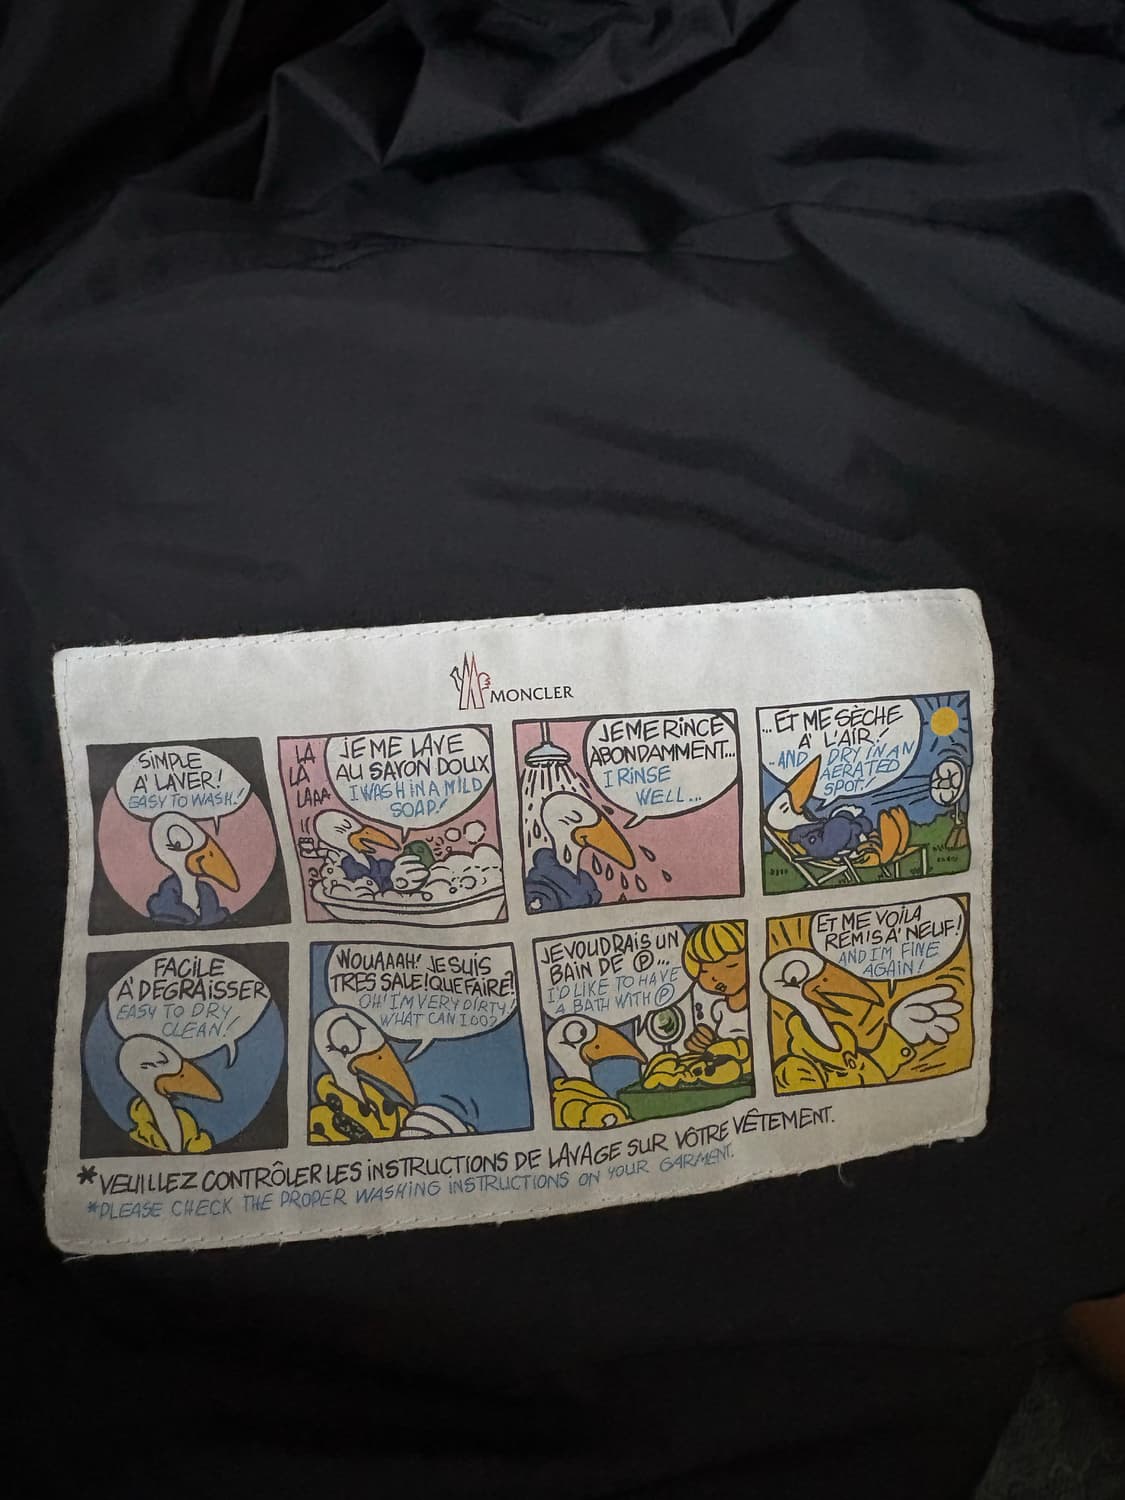 MONCLER
SIMPLE
A' LAVER!
EASY TO WASH!
LA
LÀ
LAAA
JE ME LAVE
AU SAVON DOUX
I WASH IN A MILD
SOAP!
JE ME RINCE
ABONDAMMENT...
I RINSE
WELL...
...ET ME SÈCHE
A' L'AIR!
...AND DRY IN AN
AERATED
SPOT!
FACILE
A' DEGRAISSER
EASY TO DRY
CLEAN!
WOUAAAH! JE SUIS
TRES SALE! QUE FAIRE?
OH! I'M VERY DIRTY!
WHAT CAN I DO?
JE VOUDRAIS UN
BAIN DE Ⓟ...
I'D LIKE TO HAVE
A BATH WITH Ⓟ
ET ME VOILA
REMIS A' NEUF!
AND I'M FINE
AGAIN!
*VEUILLEZ CONTRÔLER LES INSTRUCTIONS DE LAVAGE SUR VÔTRE VÊTEMENT.
*PLEASE CHECK THE PROPER WASHING INSTRUCTIONS ON YOUR GARMENT.